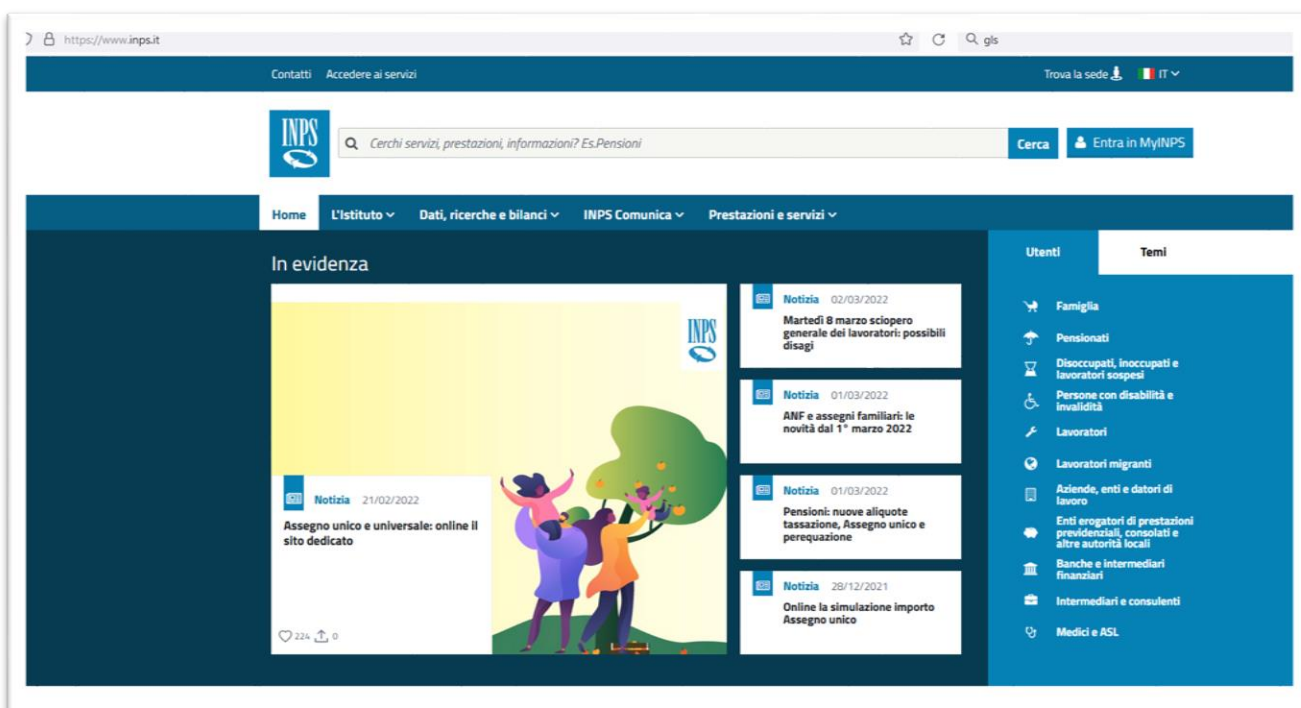 https://www.inps.it
gls
Contatti Accedere ai servizi
Trova la sede IT
INPS
Cerchi servizi, prestazioni, informazioni? Es.Pensioni
Cerca
Entra in MyINPS
Home L'Istituto Dati, ricerche e bilanci INPS Comunica Prestazioni e servizi
In evidenza
INPS
Notizia 21/02/2022
Assegno unico e universale: online il
sito dedicato
224 0
Notizia 02/03/2022
Martedì 8 marzo sciopero
generale dei lavoratori: possibili
disagi
Notizia 01/03/2022
ANF e assegni familiari: le
novità dal 1° marzo 2022
Notizia 01/03/2022
Pensioni: nuove aliquote
tassazione, Assegno unico e
perequazione
Notizia 28/12/2021
Online la simulazione importo
Assegno unico
Utenti Temi
Famiglia
Pensionati
Disoccupati, inoccupati e
lavoratori sospesi
Persone con disabilità e
invalidità
Lavoratori
Lavoratori migranti
Aziende, enti e datori di
lavoro
Enti erogatori di prestazioni
previdenziali, consolati e
altre autorità locali
Banche e intermediari
finanziari
Intermediari e consulenti
Medici e ASL